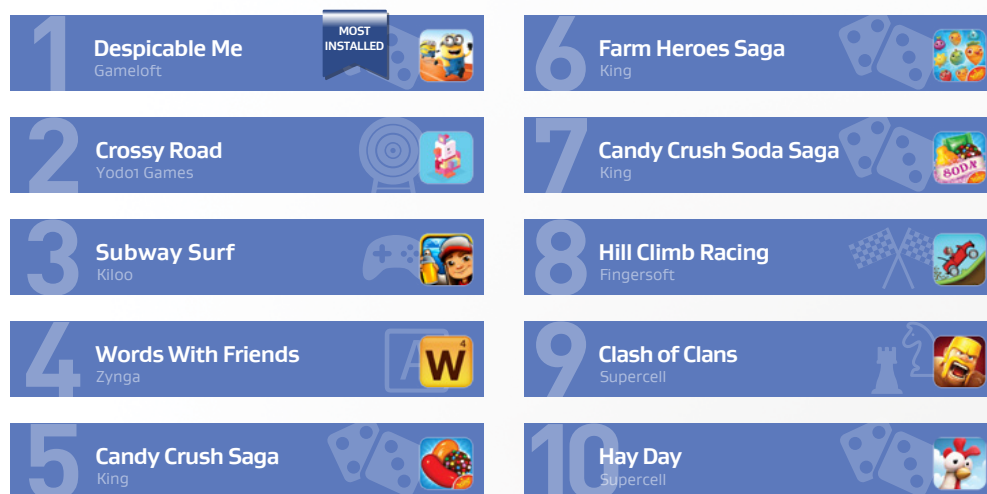 1
Despicable Me
Gameloft
MOST
INSTALLED
2
Crossy Road
Yodo1 Games
3
Subway Surf
Kiloo
4
Words With Friends
Zynga
A
W
4
5
Candy Crush Saga
King
6
Farm Heroes Saga
King
7
Candy Crush Soda Saga
King
SODA
8
Hill Climb Racing
Fingersoft
9
Clash of Clans
Supercell
10
Hay Day
Supercell